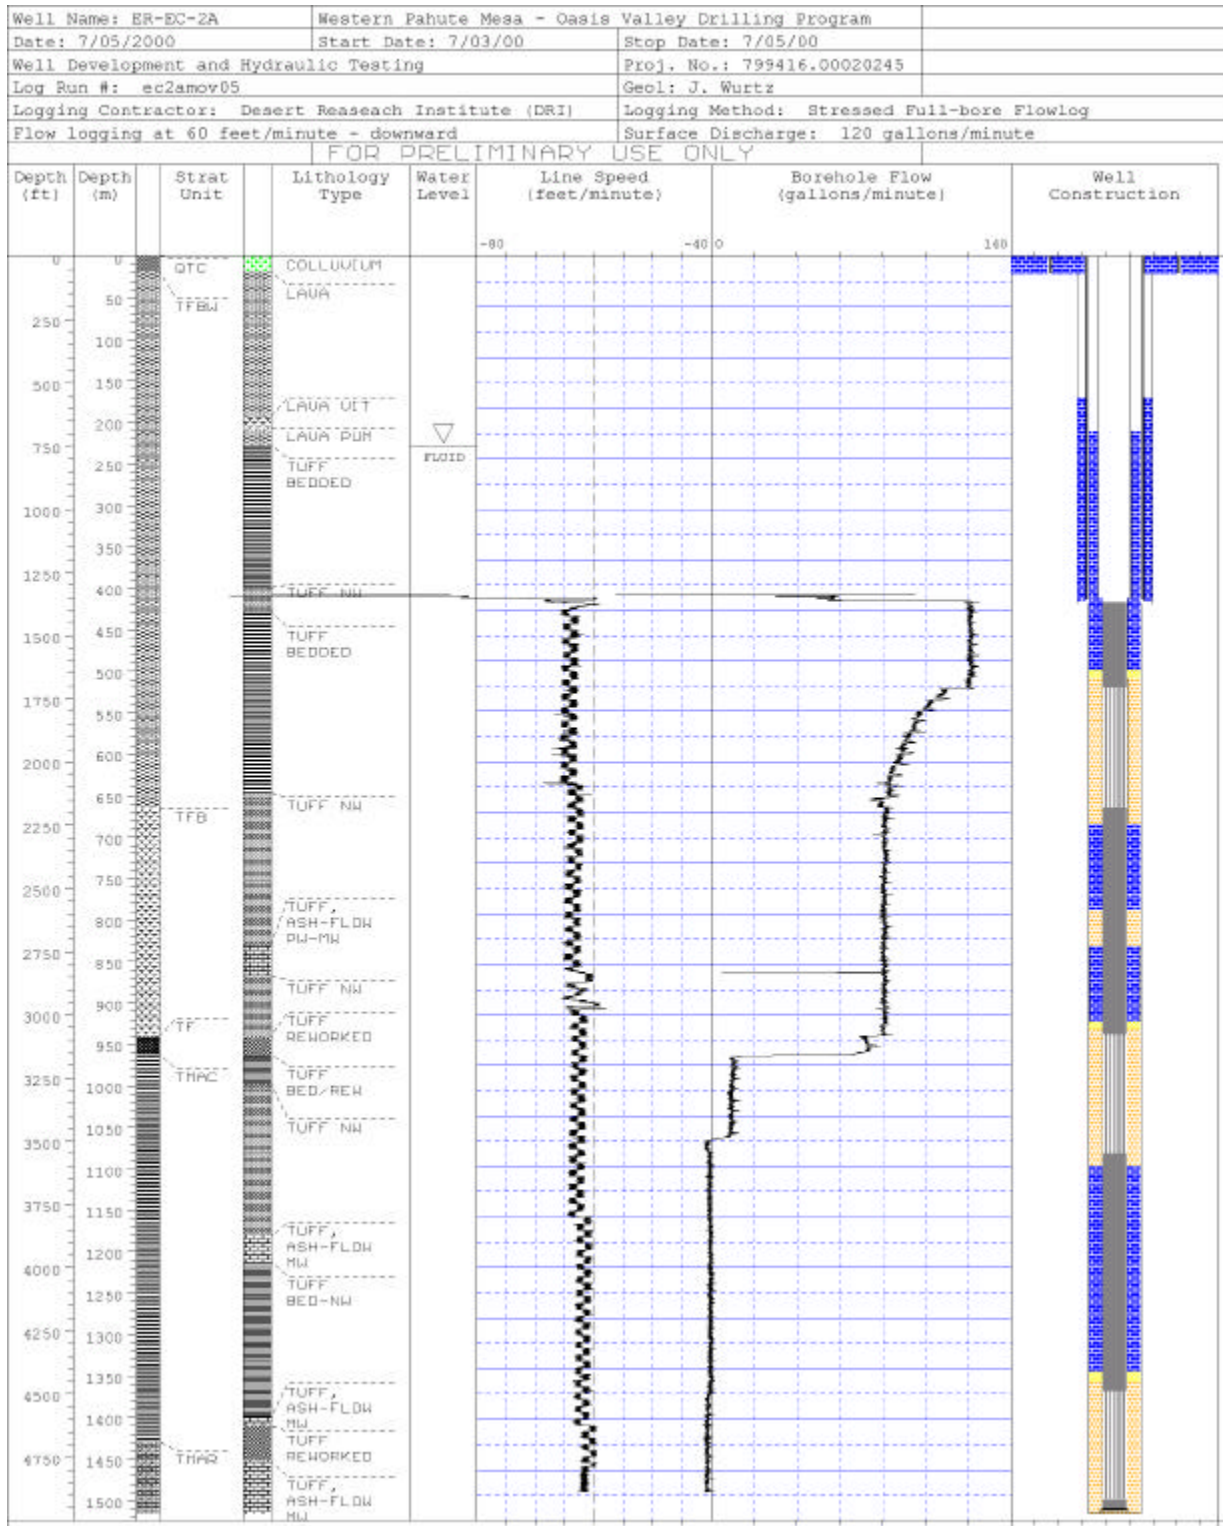 Well Name: ER-EC-2A
Western Pahute Mesa - Oasis Valley Drilling Program
Date: 7/05/2000
Start Date: 7/03/00
Stop Date: 7/05/00
Well Development and Hydraulic Testing
Proj. No.: 799416.00020245
Log Run #: ec2amov05
Geol: J. Wurtz
Logging Contractor: Desert Reaseach Institute (DRI)
Logging Method: Stressed Full-bore Flowlog
Flow logging at 60 feet/minute - downward
Surface Discharge: 120 gallons/minute
FOR PRELIMINARY USE ONLY
Depth
(ft)
Depth
(m)
Strat
Unit
Lithology
Type
Water
Level
Line Speed
(feet/minute)
Borehole Flow
(gallons/minute)
Well
Construction
-80
-40
0
140
0
250
500
750
1000
1250
1500
1750
2000
2250
2500
2750
3000
3250
3500
3750
4000
4250
4500
4750
0
50
100
150
200
250
300
350
400
450
500
550
600
650
700
750
800
850
900
950
1000
1050
1100
1150
1200
1250
1300
1350
1400
1450
1500
QTC
TFBW
TFB
TF
TMAC
TMAR
COLLUVIUM
LAVA
LAVA VIT
LAVA PUM
TUFF
BEDDED
TUFF NW
TUFF
BEDDED
TUFF NW
TUFF,
ASH-FLOW
PW-MW
TUFF NW
TUFF
REWORKED
TUFF
BED/REW
TUFF NW
TUFF,
ASH-FLOW
MW
TUFF
BED-NW
TUFF,
ASH-FLOW
MW
TUFF
REWORKED
TUFF,
ASH-FLOW
MW
FLUID